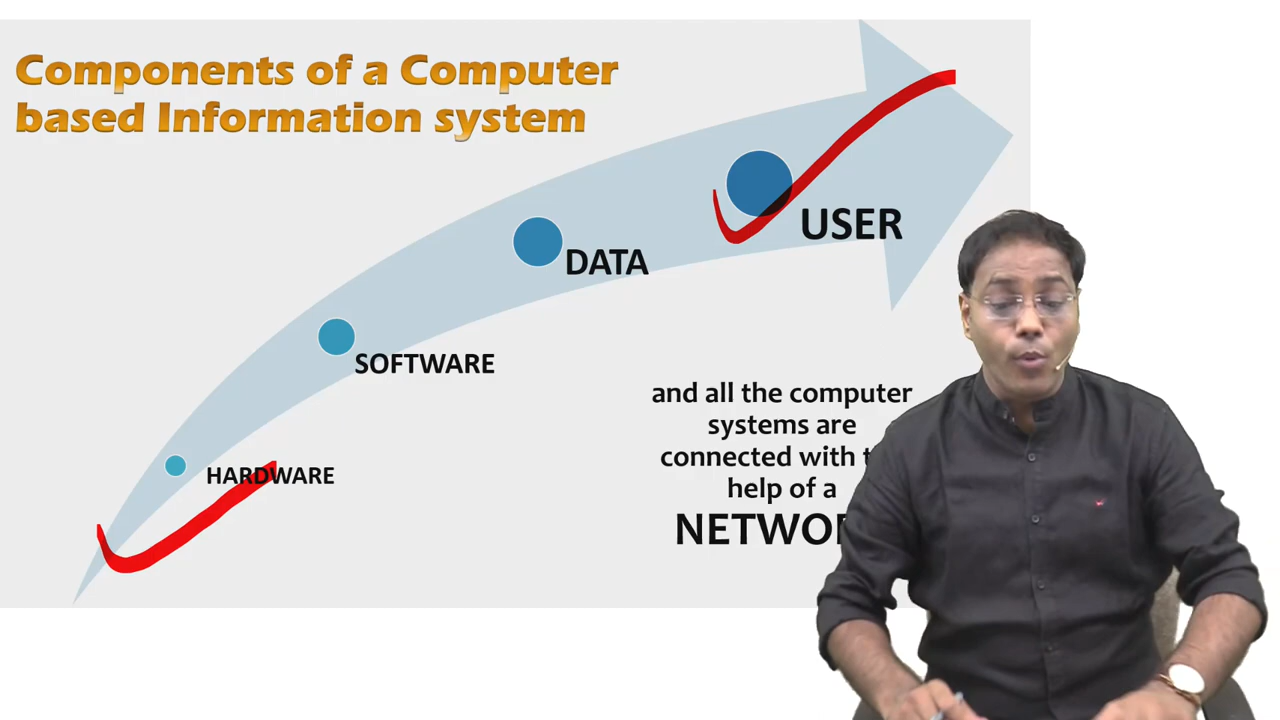 Components of a Computer
based Information system
USER
DATA
SOFTWARE
HARDWARE
and all the computer
systems are
connected with
help of a